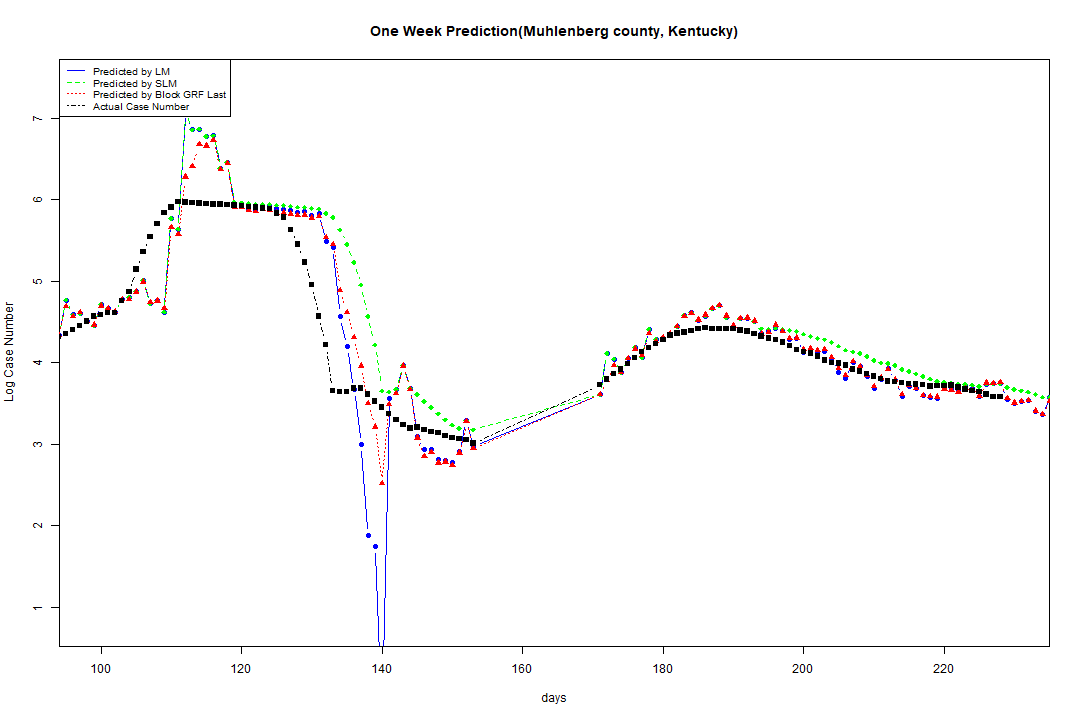 One Week Prediction(Muhlenberg county, Kentucky)
Predicted by LM
Predicted by SLM
Predicted by Block GRF Last
Actual Case Number
7
6
5
4
3
2
1
Log Case Number
100 120 140 160 180 200 220
days